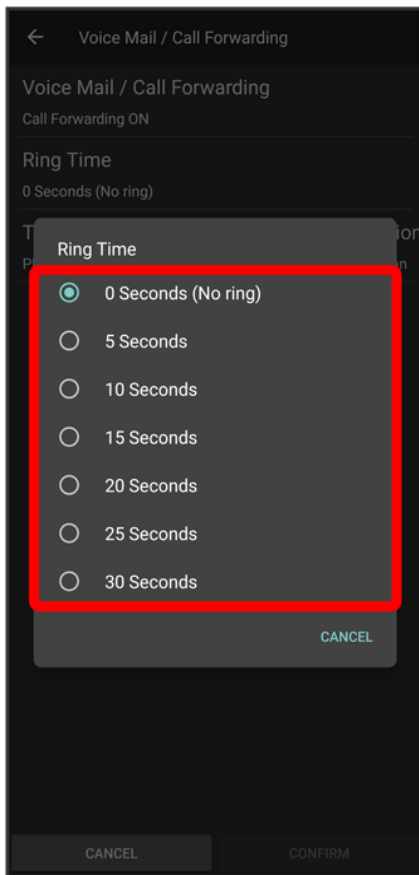 Voice Mail / Call Forwarding
Voice Mail / Call Forwarding
Call Forwarding ON
Ring Time
0 Seconds (No ring)
Ring Time
0 Seconds (No ring)
5 Seconds
10 Seconds
15 Seconds
20 Seconds
25 Seconds
30 Seconds
CANCEL
CANCEL CONFIRM